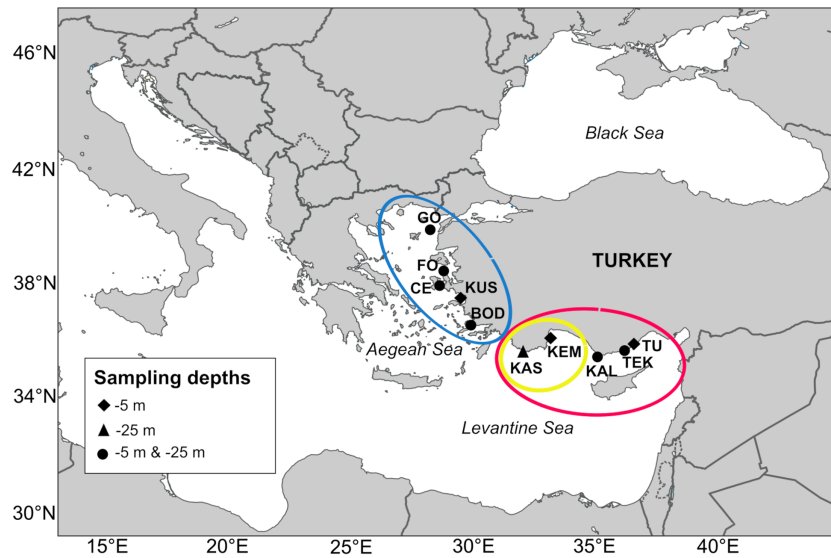 46°N
42°N
38°N
34°N
30°N
15°E
20°E
25°E
30°E
35°E
40°E
Black Sea
TURKEY
GÖ
FO
CE
KUS
BOD
Aegean Sea
KAS
KEM
KAL
TEK
TU
Levantine Sea
Sampling depths
-5 m
-25 m
-5 m & -25 m